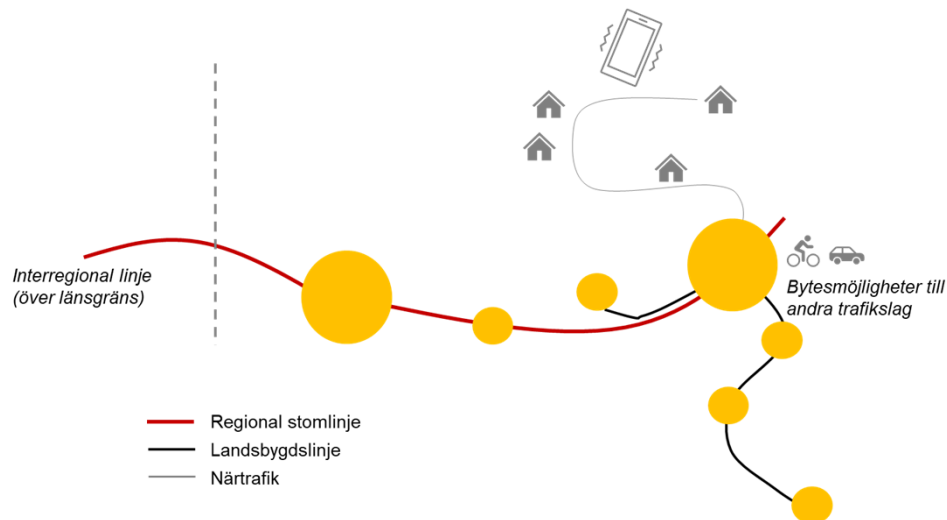 Interregional linje
(över länsgräns)
Bytesmöjligheter till
andra trafikslag
Regional stomlinje
Landsbygdslinje
Närtrafik